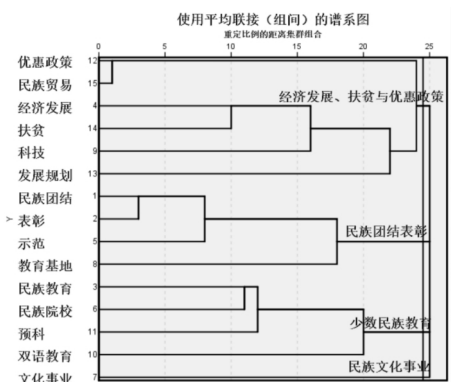 使用平均联接（组间）的谱系图
重定比例的距离集群组合
0 5 10 15 20 25
优惠政策 12
民族贸易 15
经济发展 4
扶贫 14
科技 9
发展规划 13
民族团结 1
表彰 2
示范 5
教育基地 8
民族教育 3
民族院校 6
预科 11
双语教育 10
文化事业 7
Y
经济发展、扶贫与优惠政策
民族团结表彰
少数民族教育
民族文化事业